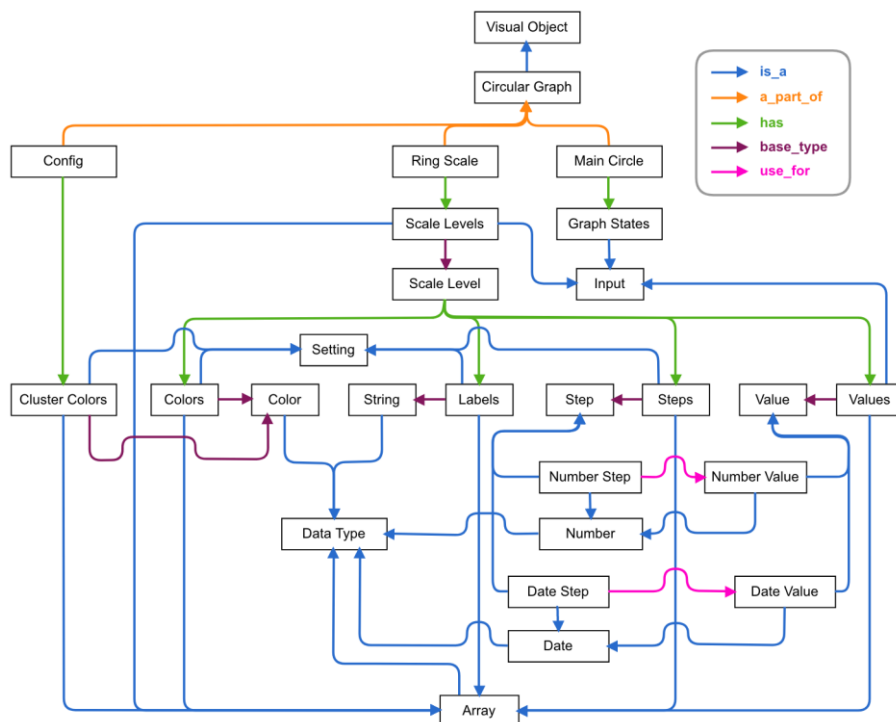 Visual Object
is_a
Circular Graph
a_part_of
has
Config
Ring Scale
Main Circle
base_type
use_for
Scale Levels
Graph States
Scale Level
Input
Setting
Cluster Colors
Colors
Color
String
Labels
Step
Steps
Value
Values
Number Step
Number Value
Data Type
Number
Date Step
Date Value
Date
Array